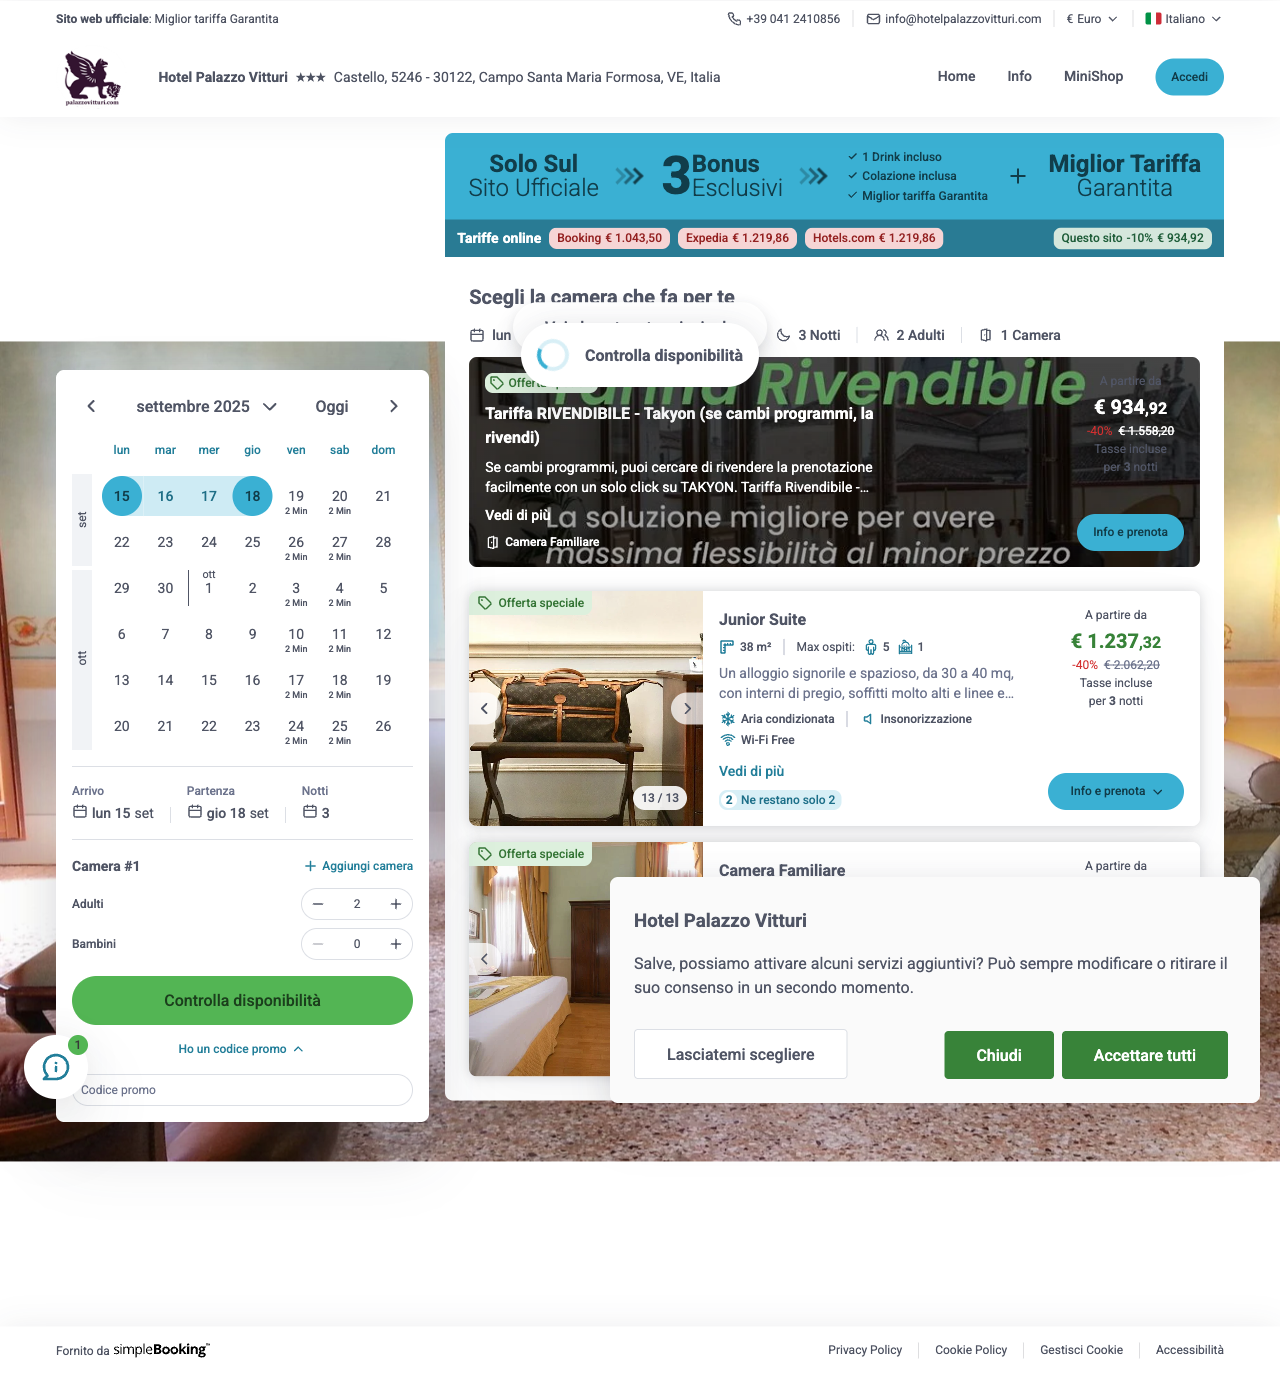 Sito web ufficiale: Miglior tariffa Garantita
+39 041 2410856
info@hotelpalazzovitturi.com
€ Euro
Italiano
palazzovitturi.com
Hotel Palazzo Vitturi ★★★ Castello, 5246 - 30122, Campo Santa Maria Formosa, VE, Italia
Home
Info
MiniShop
Accedi
Solo Sul
Sito Ufficiale
3 Bonus
Esclusivi
1 Drink incluso
Colazione inclusa
Miglior tariffa Garantita
+
Miglior Tariffa
Garantita
Tariffe online
Booking € 1.043,50
Expedia € 1.219,86
Hotels.com € 1.219,86
Questo sito -10% € 934,92
Scegli la camera che fa per te
lun
3 Notti
2 Adulti
1 Camera
Controlla disponibilità
Tariffa Rivendibile
Tariffa RIVENDIBILE - Takyon (se cambi programmi, la
rivendi)
Se cambi programmi, puoi cercare di rivendere la prenotazione
facilmente con un solo click su TAKYON. Tariffa Rivendibile -...
Vedi di più
La soluzione migliore per avere
massima flessibilità al minor prezzo
Camera Familiare
A partire da
€ 934,92
-40% € 1.558,20
Tasse incluse
per 3 notti
Info e prenota
settembre 2025
Oggi
lun mar mer gio ven sab dom
set
15 16 17 18 19 20 21
2 Min 2 Min
22 23 24 25 26 27 28
2 Min 2 Min
ott
ott
29 30 1 2 3 4 5
2 Min 2 Min
6 7 8 9 10 11 12
2 Min 2 Min
13 14 15 16 17 18 19
2 Min 2 Min
20 21 22 23 24 25 26
2 Min 2 Min
Arrivo
lun 15 set
Partenza
gio 18 set
Notti
3
Camera #1
Aggiungi camera
Adulti
2
Bambini
0
Controlla disponibilità
Ho un codice promo
1
Codice promo
Offerta speciale
13 / 13
Junior Suite
38 m²
Max ospiti: 5 1
Un alloggio signorile e spazioso, da 30 a 40 mq,
con interni di pregio, soffitti molto alti e linee e...
Aria condizionata
Insonorizzazione
Wi-Fi Free
Vedi di più
2 Ne restano solo 2
A partire da
€ 1.237,32
-40% € 2.062,20
Tasse incluse
per 3 notti
Info e prenota
Offerta speciale
Camera Familiare
A partire da
Hotel Palazzo Vitturi
Salve, possiamo attivare alcuni servizi aggiuntivi? Può sempre modificare o ritirare il
suo consenso in un secondo momento.
Lasciatemi scegliere
Chiudi
Accettare tutti
Fornito da simpleBooking™
Privacy Policy
Cookie Policy
Gestisci Cookie
Accessibilità